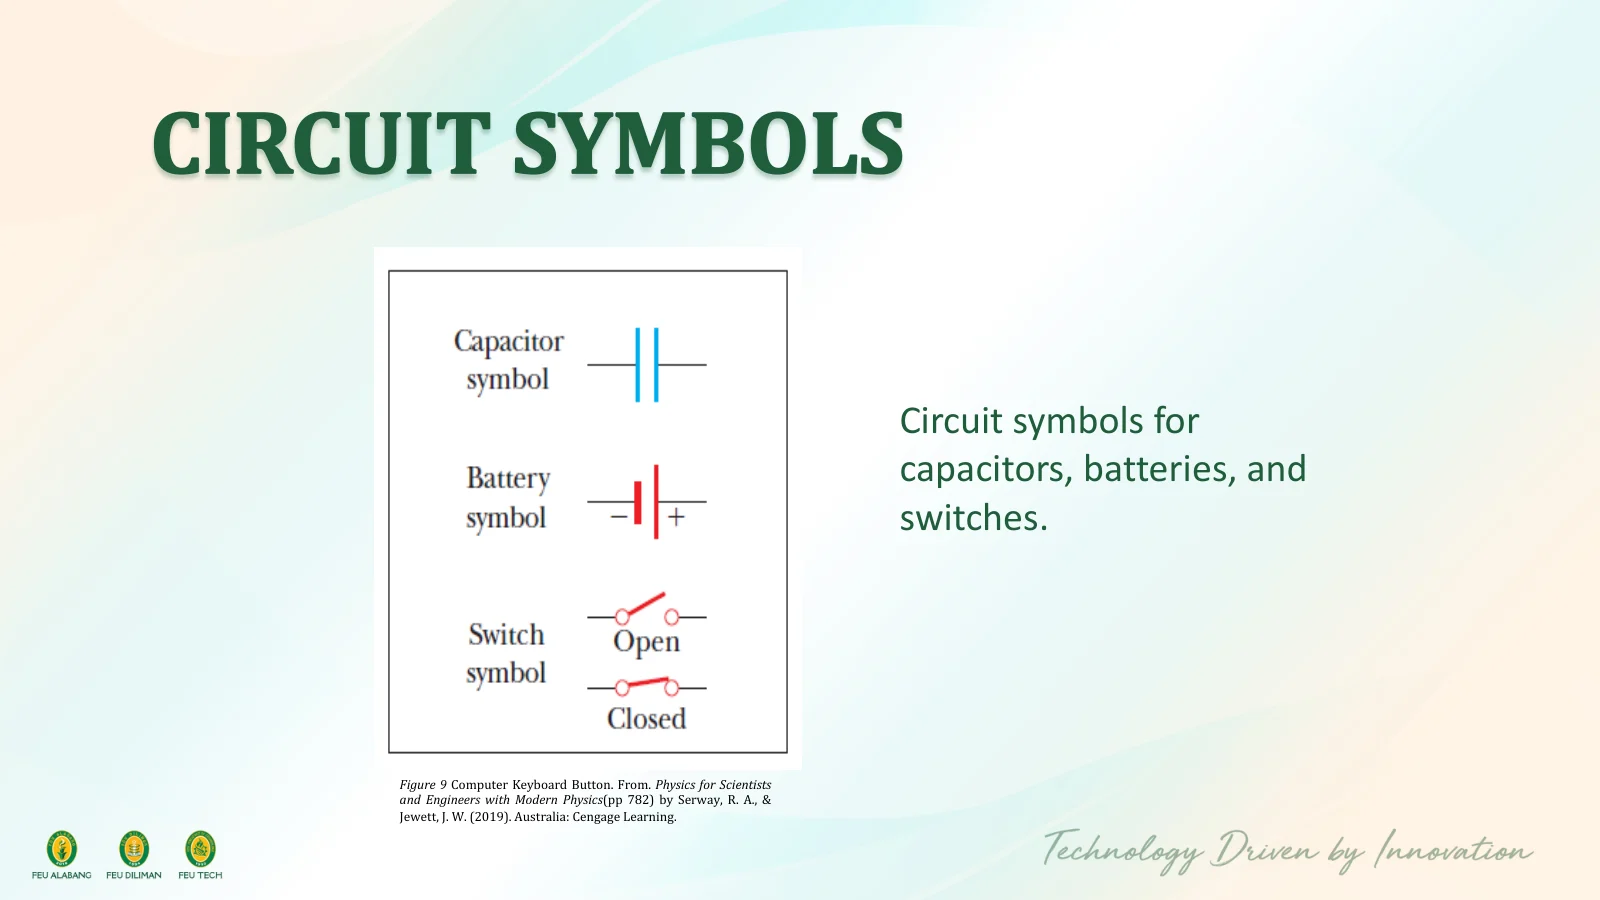 CIRCUIT SYMBOLS
Capacitor
symbol
Battery
symbol
− +
Switch
symbol
Open
Closed
Circuit symbols for
capacitors, batteries, and
switches.
Figure 9 Computer Keyboard Button. From. Physics for Scientists
and Engineers with Modern Physics(pp 782) by Serway, R. A., &
Jewett, J. W. (2019). Australia: Cengage Learning.
FEU ALABANG FEU DILIMAN FEU TECH
Technology Driven by Innovation